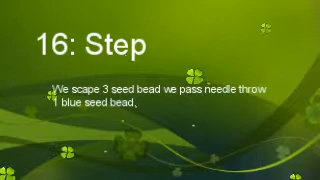 16: Step
We scape 3 seed bead we pass needle throw
1 blue seed bead、